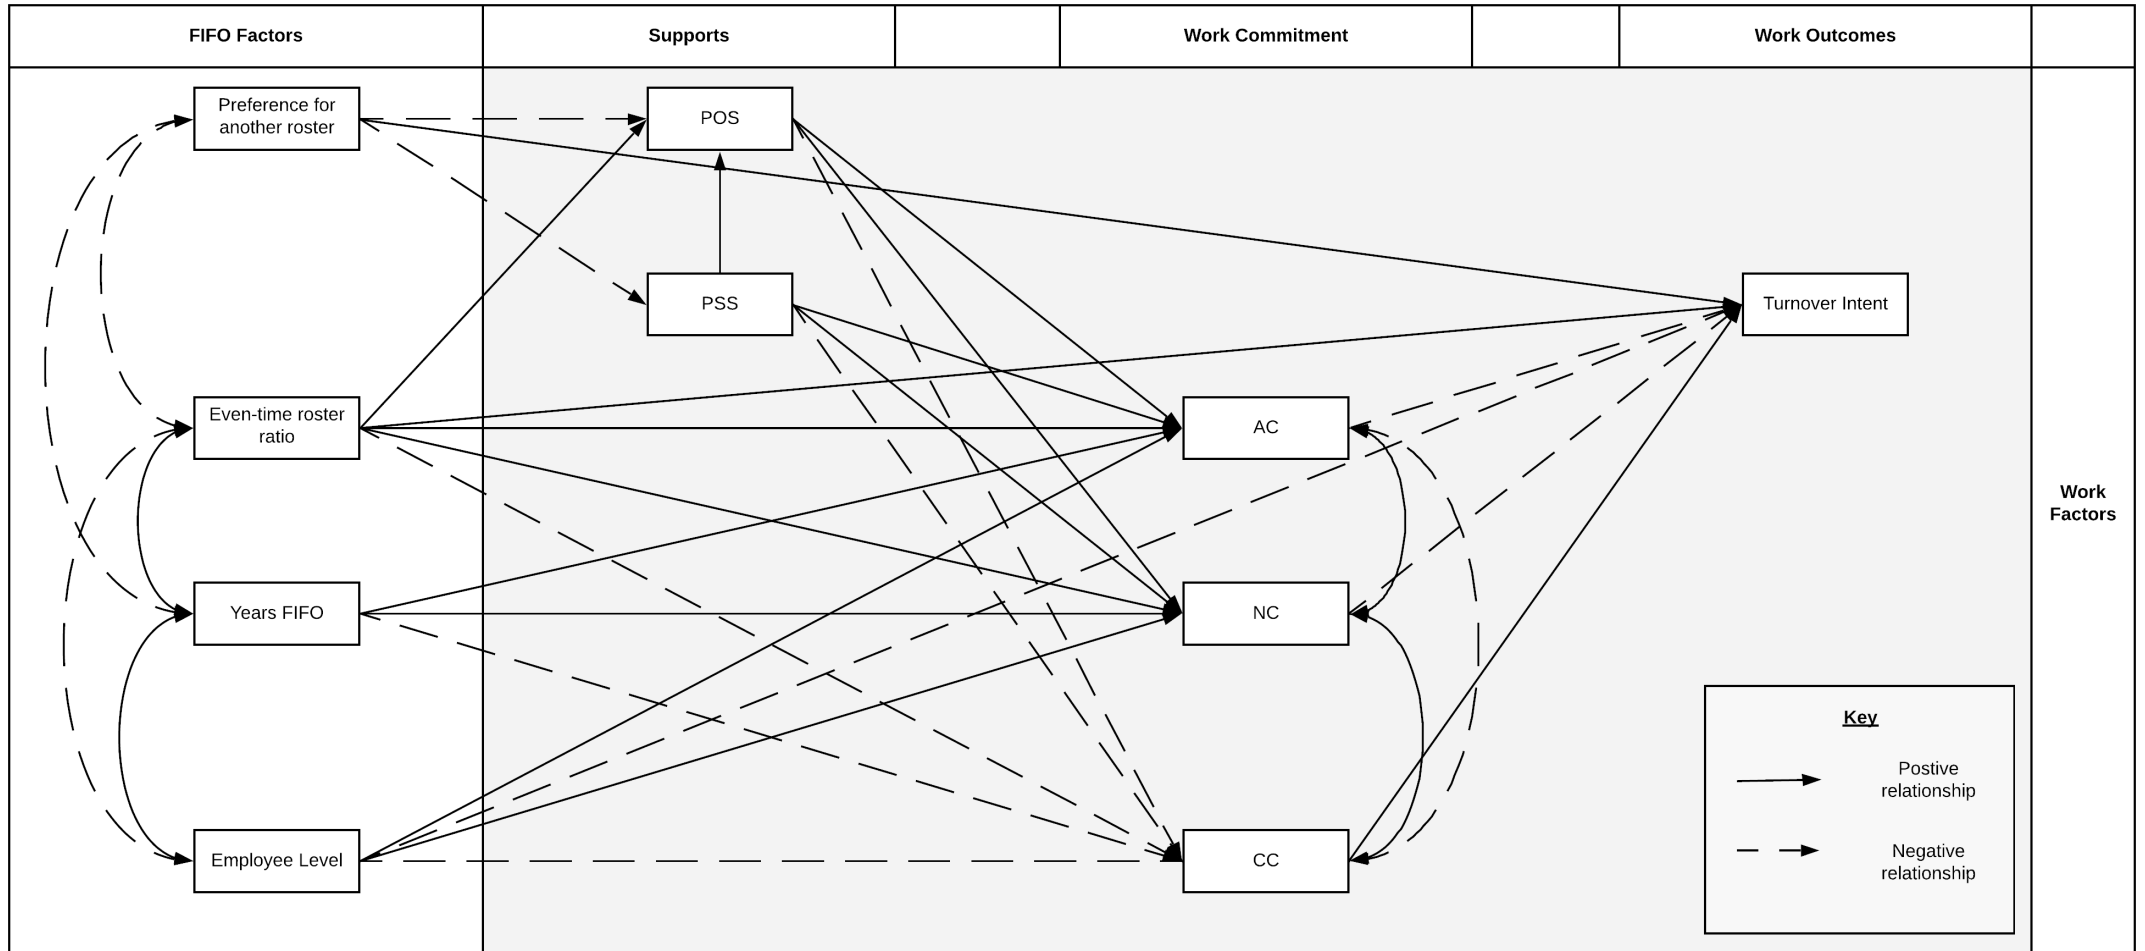 FIFO Factors
Supports
Work Commitment
Work Outcomes
Preference for
another roster
POS
PSS
Turnover Intent
Even-time roster
ratio
AC
Work
Factors
Years FIFO
NC
Employee Level
CC
Key
Postive
relationship
Negative
relationship